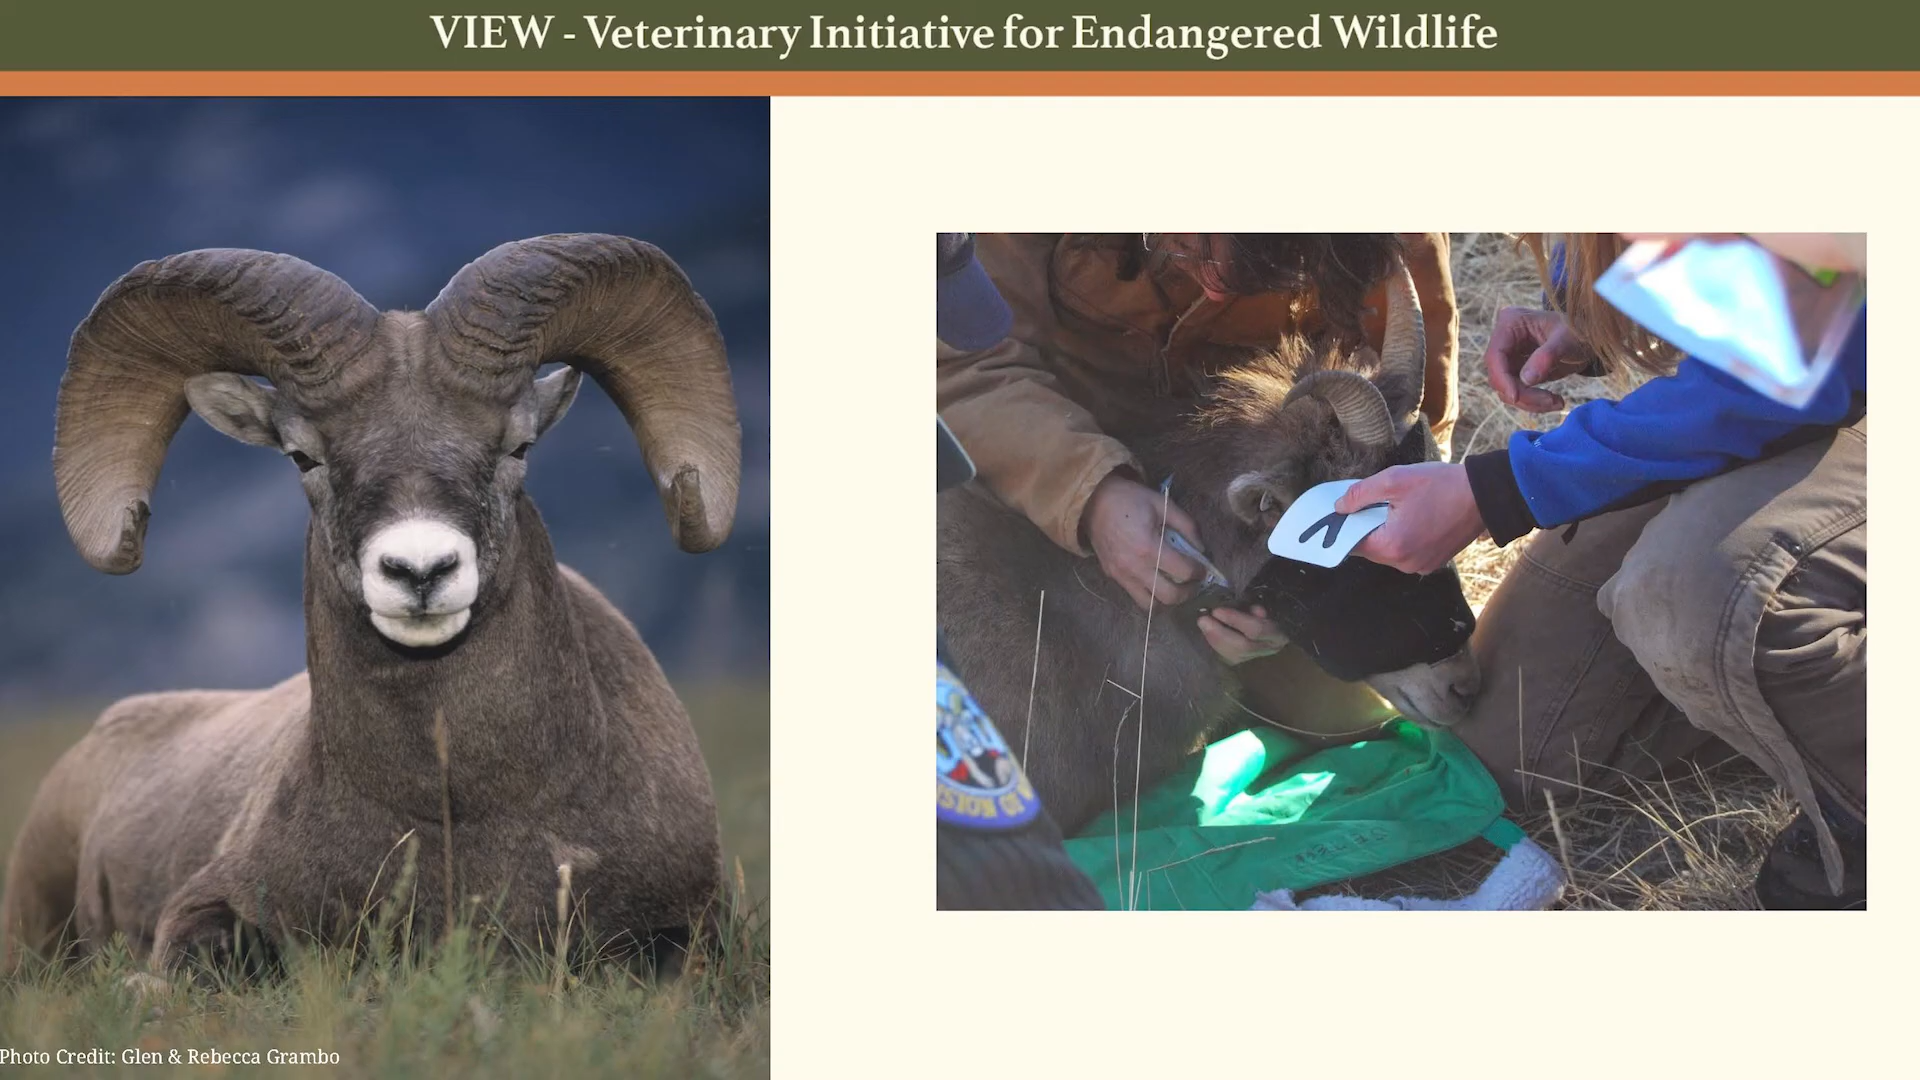 VIEW - Veterinary Initiative for Endangered Wildlife
Photo Credit: Glen & Rebecca Grambo